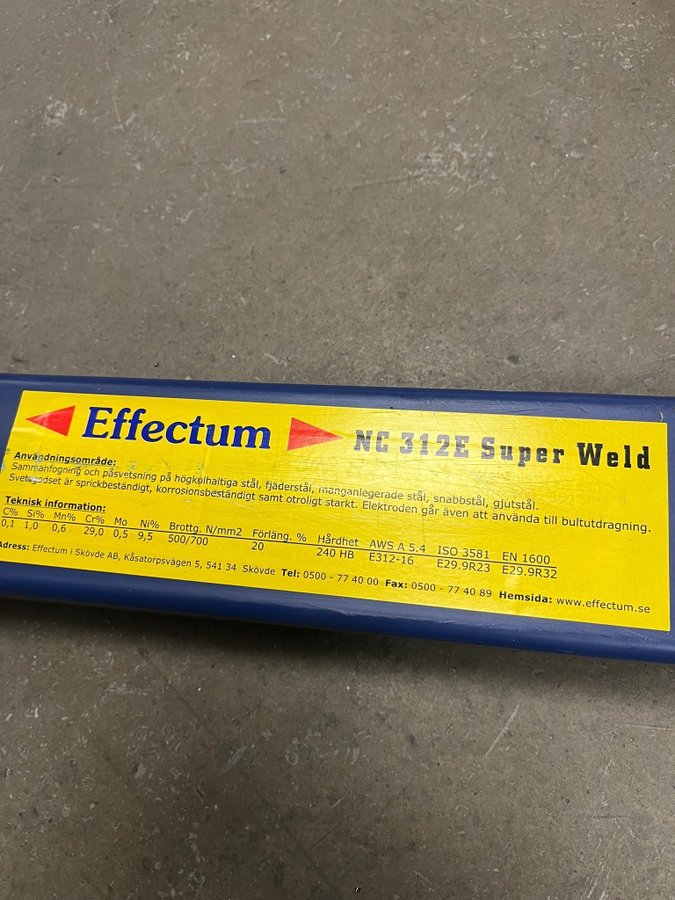 Effectum NC 312E Super Weld
Användningsområde:
Sammanfogning och påsvetsning på högkolhaltiga stål, fjäderstål, manganlegerade stål, snabbstål, gjutstål.
Svetsgodset är sprickbeständigt, korrosionsbeständigt samt otroligt starkt. Elektroden går även att använda till bultutdragning.
Teknisk information:
C% Si% Mn% Cr% Mo Ni% Brottg. N/mm2 Förläng. % Hårdhet AWS A 5.4 ISO 3581 EN 1600
0,1 1,0 0,6 29,0 0,5 9,5 500/700 20 240 HB E312-16 E29.9R23 E29.9R32
Adress: Effectum i Skövde AB, Kåsatorpsvägen 5, 541 34 Skövde Tel: 0500 - 77 40 00 Fax: 0500 - 77 40 89 Hemsida: www.effectum.se